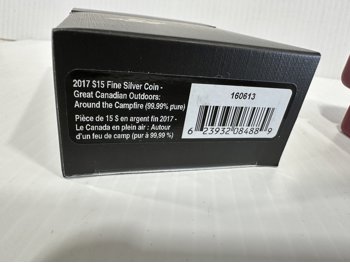 2017 $15 Fine Silver Coin -
Great Canadian Outdoors:
Around the Campfire (99.99% pure)
Pièce de 15 $ en argent fin 2017 -
Le Canada en plein air : Autour
d'un feu de camp (pur à 99,99 %)
160613
6 23932 08488 9